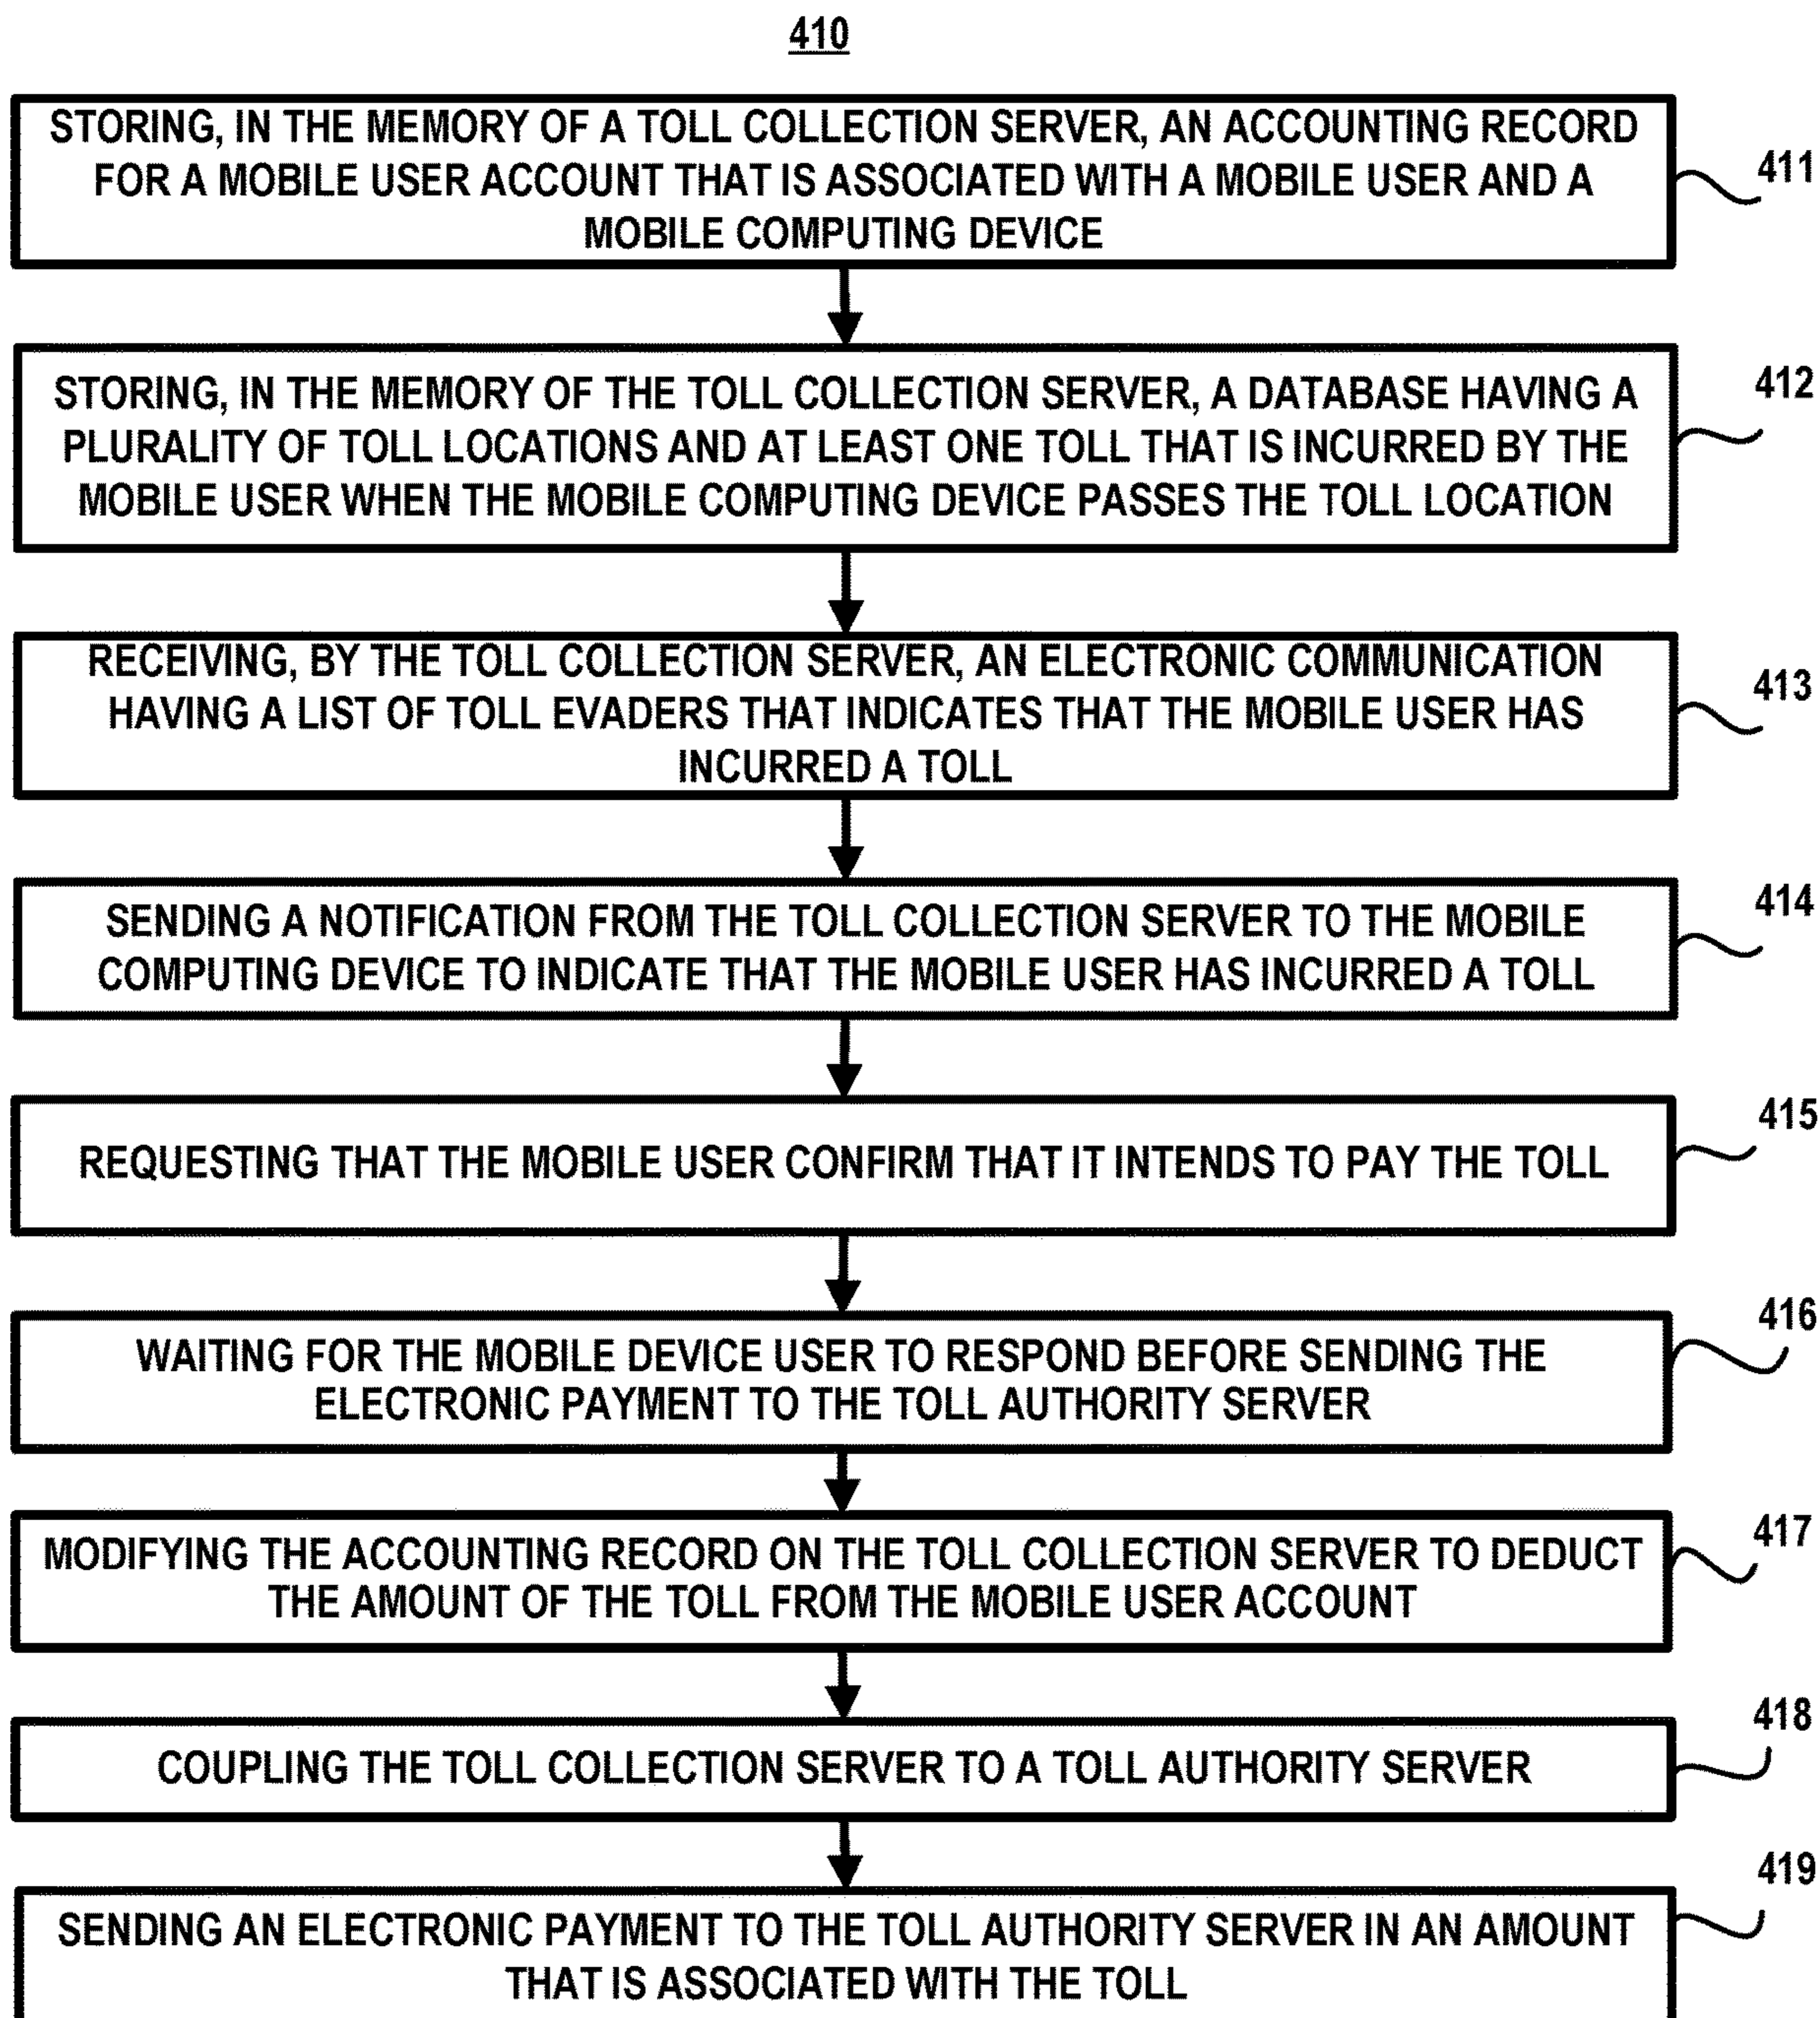 410
STORING, IN THE MEMORY OF A TOLL COLLECTION SERVER, AN ACCOUNTING RECORD
FOR A MOBILE USER ACCOUNT THAT IS ASSOCIATED WITH A MOBILE USER AND A
MOBILE COMPUTING DEVICE
411
STORING, IN THE MEMORY OF THE TOLL COLLECTION SERVER, A DATABASE HAVING A
PLURALITY OF TOLL LOCATIONS AND AT LEAST ONE TOLL THAT IS INCURRED BY THE
MOBILE USER WHEN THE MOBILE COMPUTING DEVICE PASSES THE TOLL LOCATION
412
RECEIVING, BY THE TOLL COLLECTION SERVER, AN ELECTRONIC COMMUNICATION
HAVING A LIST OF TOLL EVADERS THAT INDICATES THAT THE MOBILE USER HAS
INCURRED A TOLL
413
SENDING A NOTIFICATION FROM THE TOLL COLLECTION SERVER TO THE MOBILE
COMPUTING DEVICE TO INDICATE THAT THE MOBILE USER HAS INCURRED A TOLL
414
REQUESTING THAT THE MOBILE USER CONFIRM THAT IT INTENDS TO PAY THE TOLL
415
WAITING FOR THE MOBILE DEVICE USER TO RESPOND BEFORE SENDING THE
ELECTRONIC PAYMENT TO THE TOLL AUTHORITY SERVER
416
MODIFYING THE ACCOUNTING RECORD ON THE TOLL COLLECTION SERVER TO DEDUCT
THE AMOUNT OF THE TOLL FROM THE MOBILE USER ACCOUNT
417
COUPLING THE TOLL COLLECTION SERVER TO A TOLL AUTHORITY SERVER
418
SENDING AN ELECTRONIC PAYMENT TO THE TOLL AUTHORITY SERVER IN AN AMOUNT
THAT IS ASSOCIATED WITH THE TOLL
419